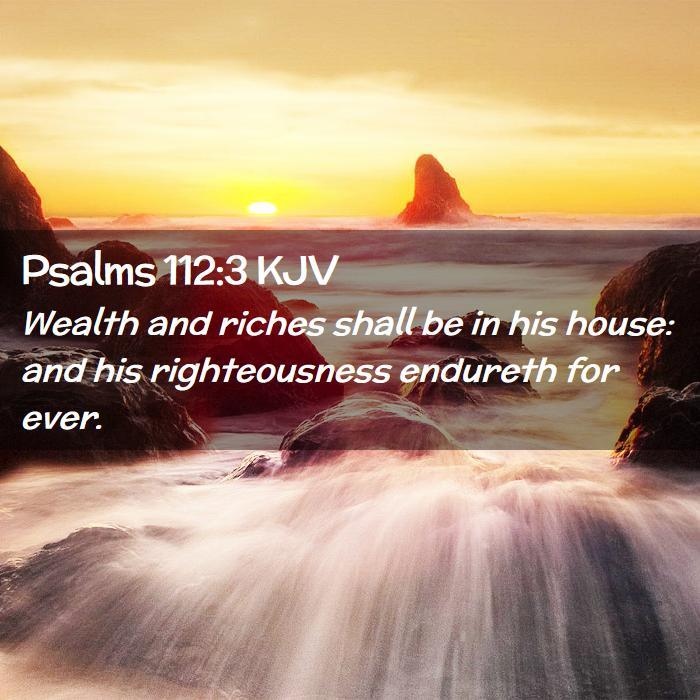 Psalms 112:3 KJV
Wealth and riches shall be in his house:
and his righteousness endureth for
ever.